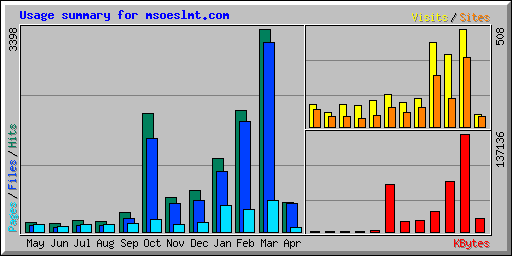 Usage summary for msoeslmt.com
Visits / Sites
3398
508
Pages / Files / Hits
137136
May Jun Jul Aug Sep Oct Nov Dec Jan Feb Mar Apr
KBytes